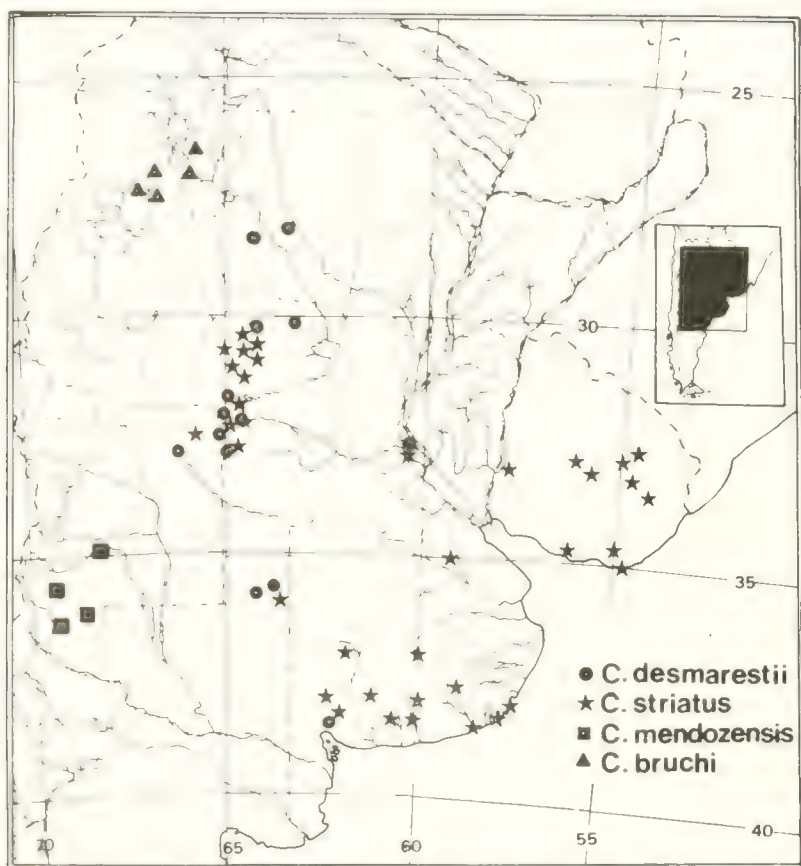 25
30
35
C. desmarestii
C. striatus
C. mendozensis
C. bruchi
70 65 60 55 40